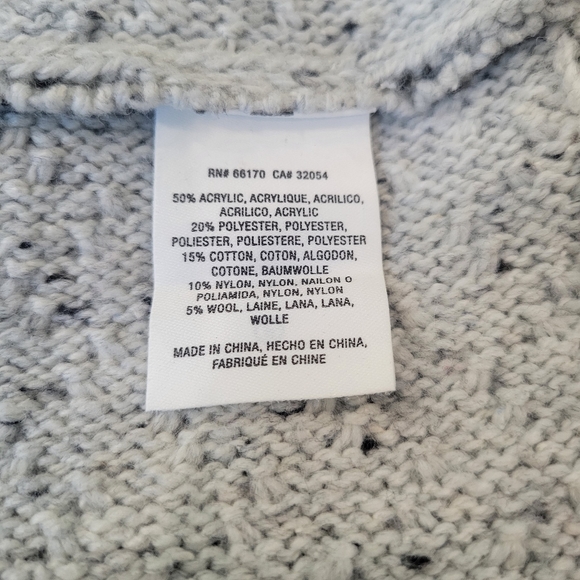 RN# 66170 CA# 32054
50% ACRYLIC, ACRYLIQUE, ACRILICO,
ACRILICO, ACRYLIC
20% POLYESTER, POLYESTER,
POLIESTER, POLIESTERE, POLYESTER
15% COTTON, COTON, ALGODON,
COTONE, BAUMWOLLE
10% NYLON, NYLON, NAILON O
POLIAMIDA, NYLON, NYLON
5% WOOL, LAINE, LANA, LANA,
WOLLE
MADE IN CHINA, HECHO EN CHINA,
FABRIQUÉ EN CHINE